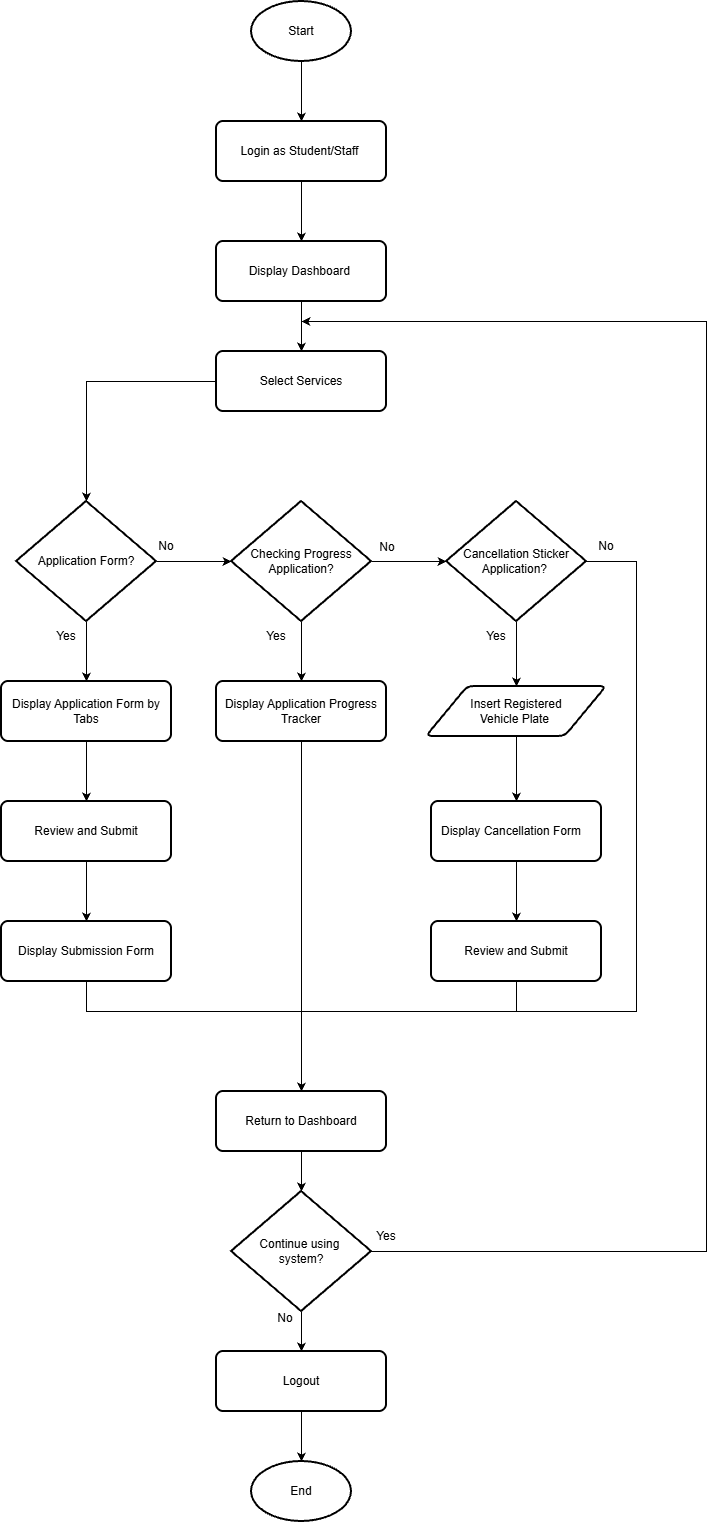 Start
Login as Student/Staff
Display Dashboard
Select Services
Application Form?
No
Checking Progress
Application?
No
Cancellation Sticker
Application?
No
Yes
Yes
Yes
Display Application Form by
Tabs
Display Application Progress
Tracker
Insert Registered
Vehicle Plate
Review and Submit
Display Cancellation Form
Display Submission Form
Review and Submit
Return to Dashboard
Continue using
system?
Yes
No
Logout
End